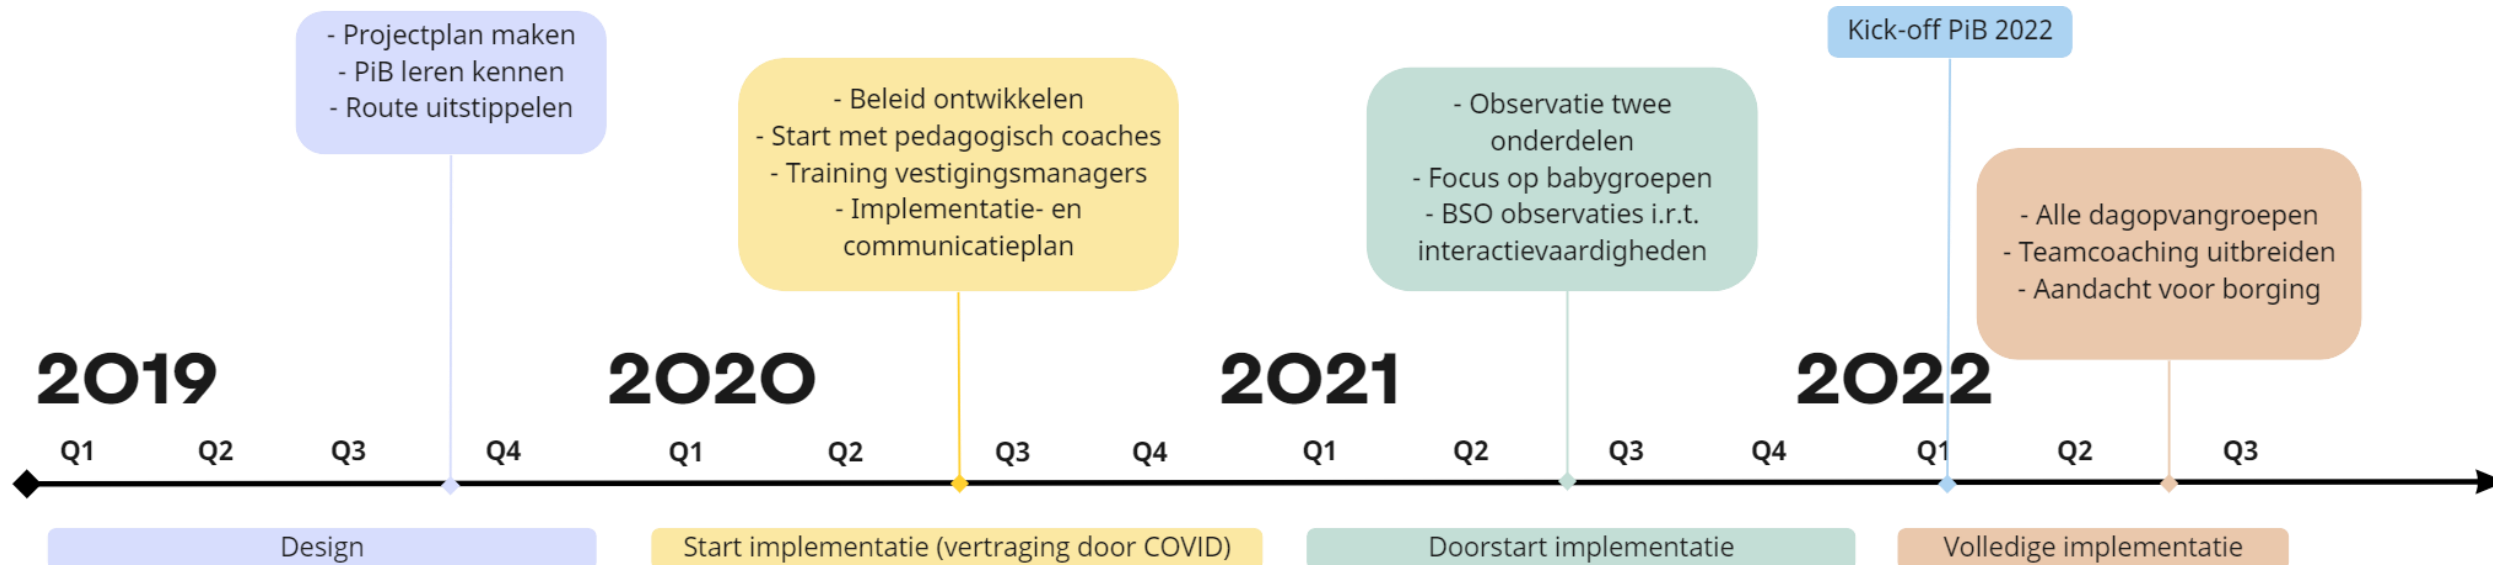 - Projectplan maken
- PiB leren kennen
- Route uitstippelen
- Beleid ontwikkelen
- Start met pedagogisch coaches
- Training vestigingsmanagers
- Implementatie- en
communicatieplan
- Observatie twee
onderdelen
- Focus op babygroepen
- BSO observaties i.r.t.
interactievaardigheden
Kick-off PiB 2022
- Alle dagopvangroepen
- Teamcoaching uitbreiden
- Aandacht voor borging
2019 2020 2021 2022
Q1 Q2 Q3 Q4 Q1 Q2 Q3 Q4 Q1 Q2 Q3 Q4 Q1 Q2 Q3
Design
Start implementatie (vertraging door COVID)
Doorstart implementatie
Volledige implementatie